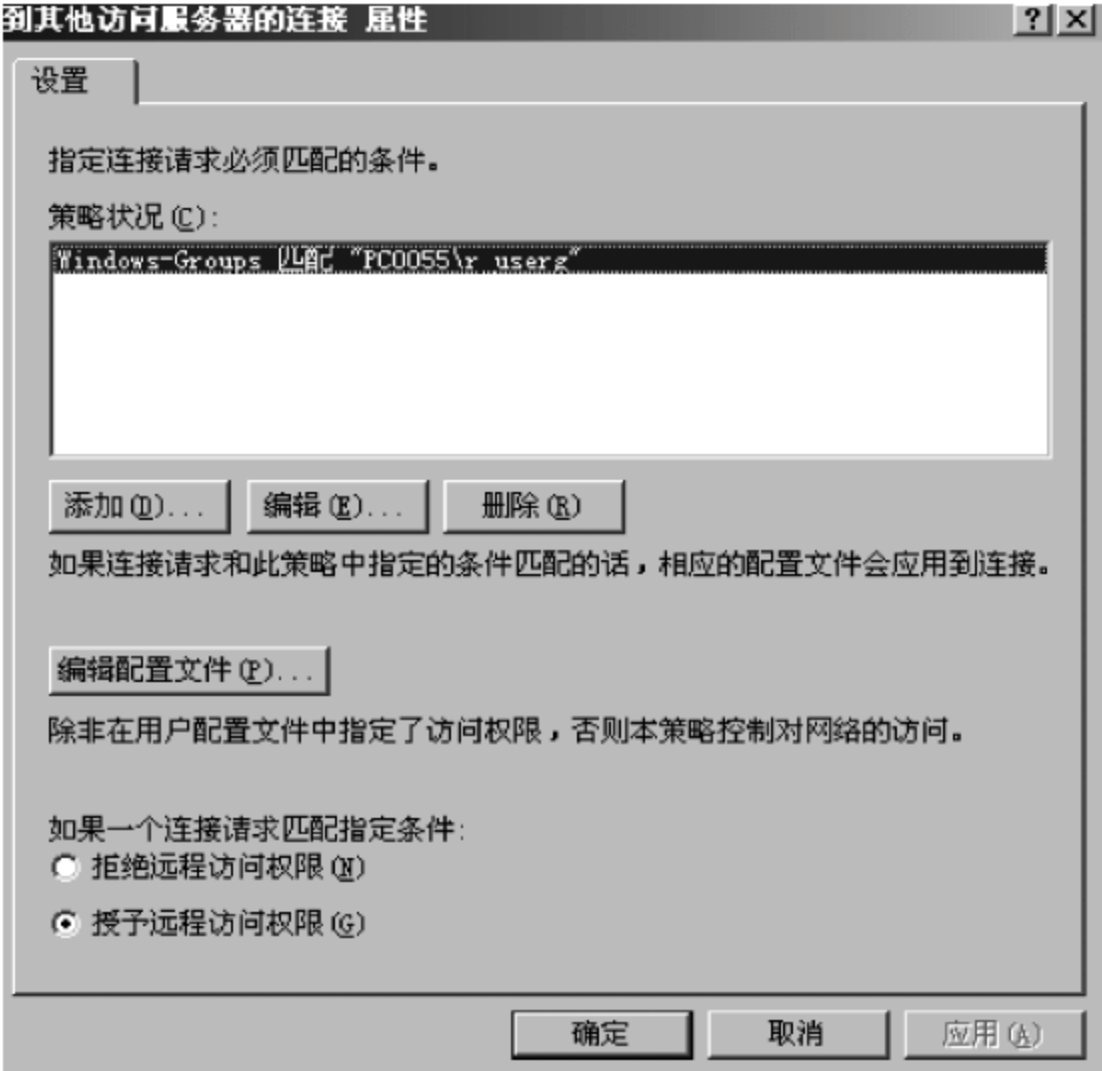 到其他访问服务器的连接 属性
设置
指定连接请求必须匹配的条件。
策略状况(C):
Windows-Groups 匹配 "PC0055\r_userg"
添加(D)... 编辑(E)... 删除(R)
如果连接请求和此策略中指定的条件匹配的话，相应的配置文件会应用到连接。
编辑配置文件(P)...
除非在用户配置文件中指定了访问权限，否则本策略控制对网络的访问。
如果一个连接请求匹配指定条件:
拒绝远程访问权限(N)
授予远程访问权限(G)
确定 取消 应用(A)